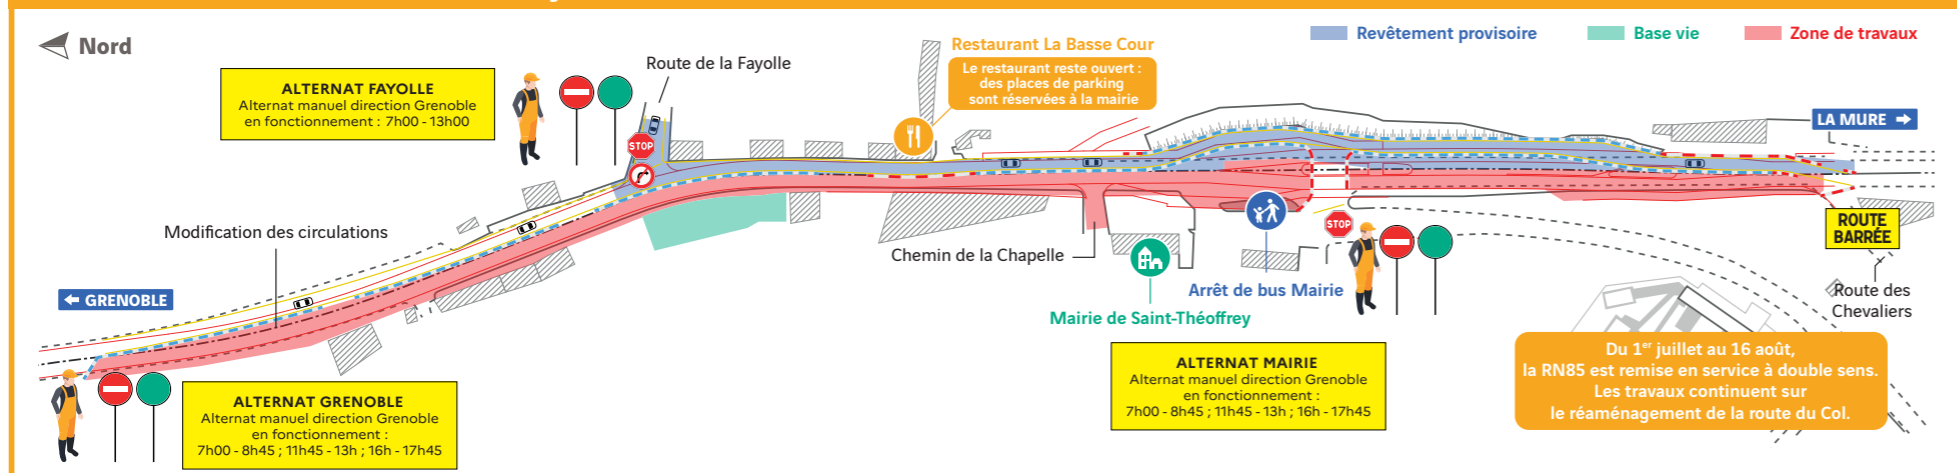 Nord
Revêtement provisoire
Base vie
Zone de travaux
ALTERNAT FAYOLLE
Alternat manuel direction Grenoble
en fonctionnement : 7h00 - 13h00
Route de la Fayolle
STOP
Restaurant La Basse Cour
Le restaurant reste ouvert :
des places de parking
sont réservées à la mairie
LA MURE
Modification des circulations
GRENOBLE
Chemin de la Chapelle
Mairie de Saint-Théoffrey
Arrêt de bus Mairie
STOP
ROUTE
BARRÉE
Route des
Chevaliers
ALTERNAT GRENOBLE
Alternat manuel direction Grenoble
en fonctionnement :
7h00 - 8h45 ; 11h45 - 13h ; 16h - 17h45
ALTERNAT MAIRIE
Alternat manuel direction Grenoble
en fonctionnement :
7h00 - 8h45 ; 11h45 - 13h ; 16h - 17h45
Du 1er juillet au 16 août,
la RN85 est remise en service à double sens.
Les travaux continuent sur
le réaménagement de la route du Col.